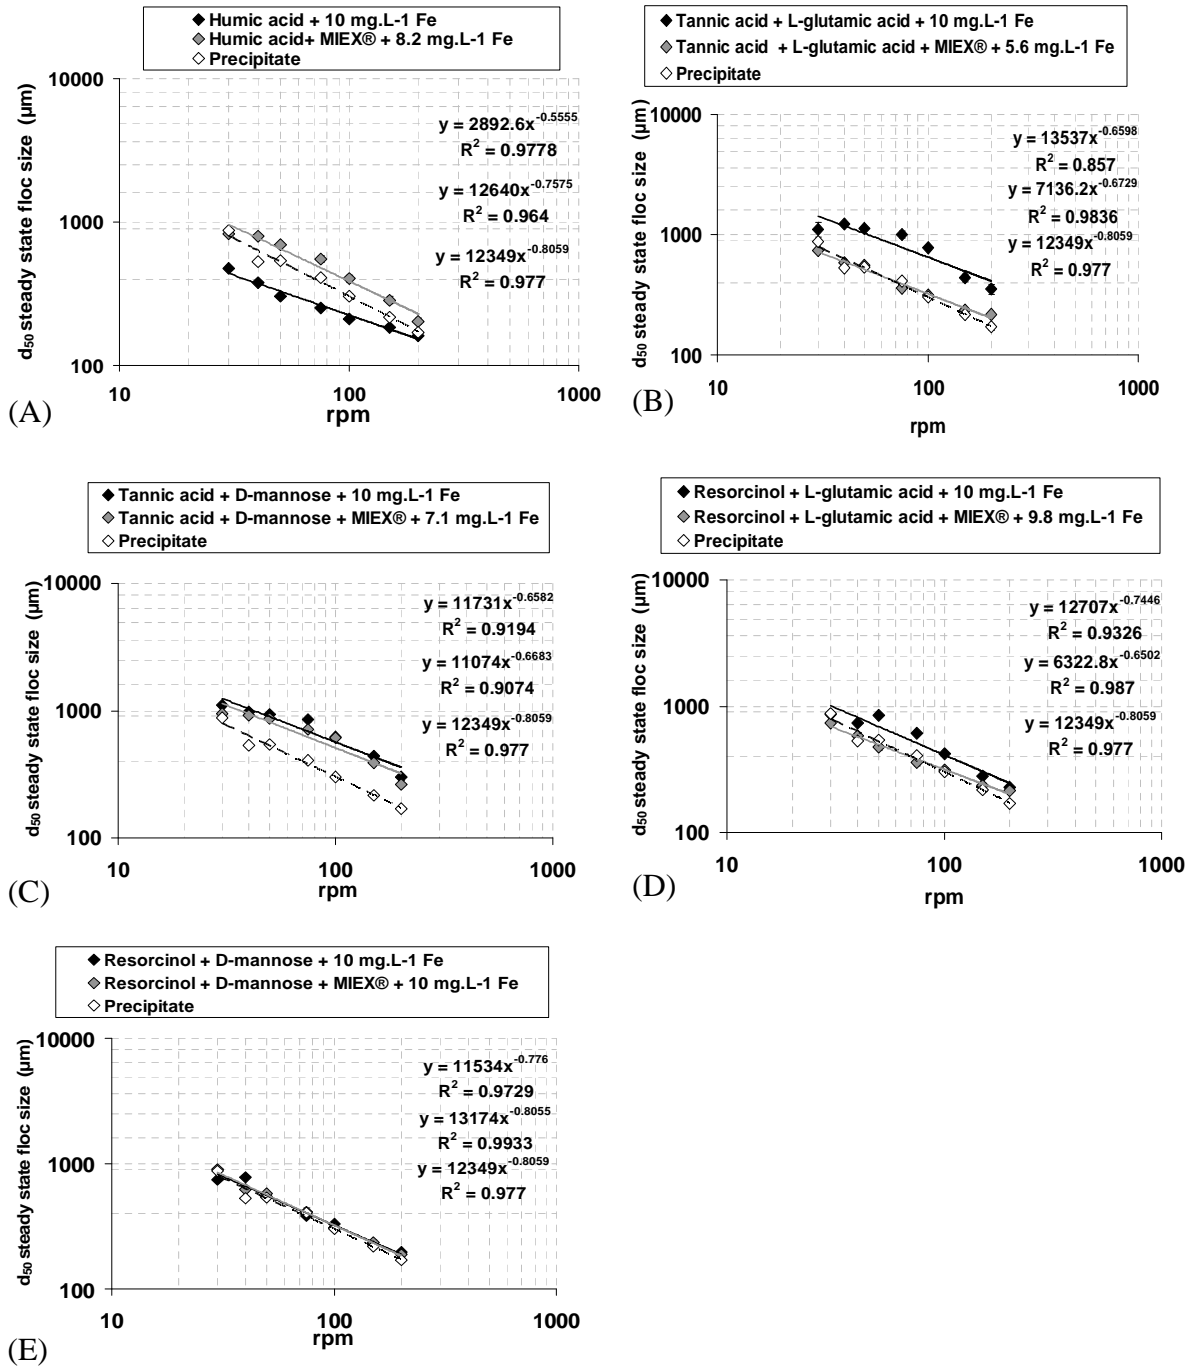 Humic acid + 10 mg.L-1 Fe
Humic acid+ MIEX® + 8.2 mg.L-1 Fe
Precipitate
10000
1000
100
d50 steady state floc size (µm)
y = 2892.6x-0.5555
R2 = 0.9778
y = 12640x-0.7575
R2 = 0.964
y = 12349x-0.8059
R2 = 0.977
10 100 1000
rpm
(A)
Tannic acid + L-glutamic acid + 10 mg.L-1 Fe
Tannic acid + L-glutamic acid + MIEX® + 5.6 mg.L-1 Fe
Precipitate
10000
1000
100
d50 steady state floc size (µm)
y = 13537x-0.6598
R2 = 0.857
y = 7136.2x-0.6729
R2 = 0.9836
y = 12349x-0.8059
R2 = 0.977
10 100 1000
rpm
(B)
Tannic acid + D-mannose + 10 mg.L-1 Fe
Tannic acid + D-mannose + MIEX® + 7.1 mg.L-1 Fe
Precipitate
10000
1000
100
d50 steady state floc size (µm)
y = 11731x-0.6582
R2 = 0.9194
y = 11074x-0.6683
R2 = 0.9074
y = 12349x-0.8059
R2 = 0.977
10 100 1000
rpm
(C)
Resorcinol + L-glutamic acid + 10 mg.L-1 Fe
Resorcinol + L-glutamic acid + MIEX® + 9.8 mg.L-1 Fe
Precipitate
10000
1000
100
d50 steady state floc size (µm)
y = 12707x-0.7446
R2 = 0.9326
y = 6322.8x-0.6502
R2 = 0.987
y = 12349x-0.8059
R2 = 0.977
10 100 1000
rpm
(D)
Resorcinol + D-mannose + 10 mg.L-1 Fe
Resorcinol + D-mannose + MIEX® + 10 mg.L-1 Fe
Precipitate
10000
1000
100
d50 steady state floc size (µm)
y = 11534x-0.776
R2 = 0.9729
y = 13174x-0.8055
R2 = 0.9933
y = 12349x-0.8059
R2 = 0.977
10 100 1000
rpm
(E)